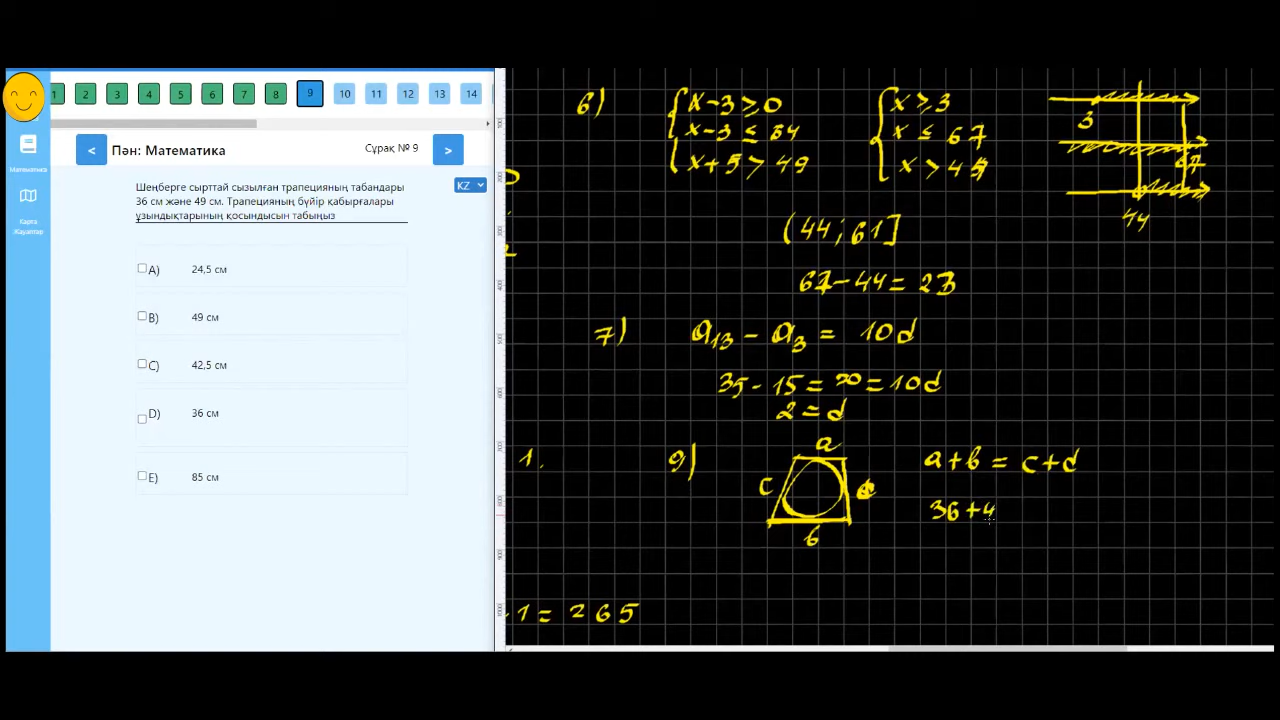 1 2 3 4 5 6 7 8 9 10 11 12 13 14
< Пән: Математика Сұрақ № 9 >
Математика
Карта
Шеңберге сырттай сызылған трапецияның табандары
36 см және 49 см. Трапецияның бүйір қабырғалары
ұзындықтарының қосындысын табыңыз
KZ
A) 24,5 см
B) 49 см
C) 42,5 см
D) 36 см
E) 85 см
6) x-3≥0 x≥3
x-3≤64 x≤67
x+5>49 x>44
3
67
44
(44; 61]
67-44=23
7) a₁₃ - a₃ = 10d
35-15=20=10d
2=d
1.
9) a
c
b
a+b=c+d
36+4
1=265